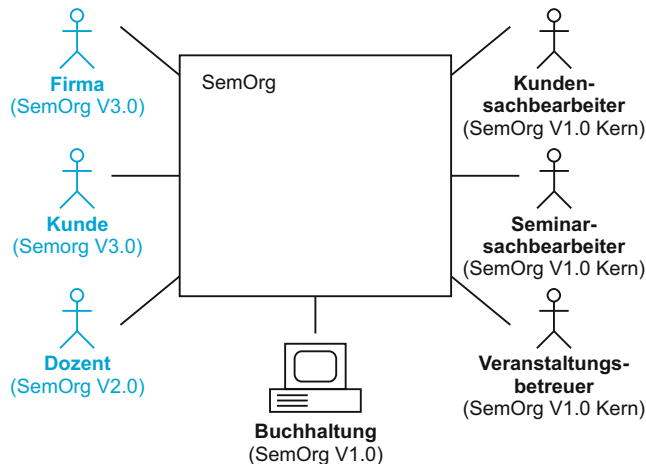 SemOrg
Firma
(SemOrg V3.0)
Kunde
(Semorg V3.0)
Dozent
(SemOrg V2.0)
Kunden-
sachbearbeiter
(SemOrg V1.0 Kern)
Seminar-
sachbearbeiter
(SemOrg V1.0 Kern)
Veranstaltungs-
betreuer
(SemOrg V1.0 Kern)
Buchhaltung
(SemOrg V1.0)